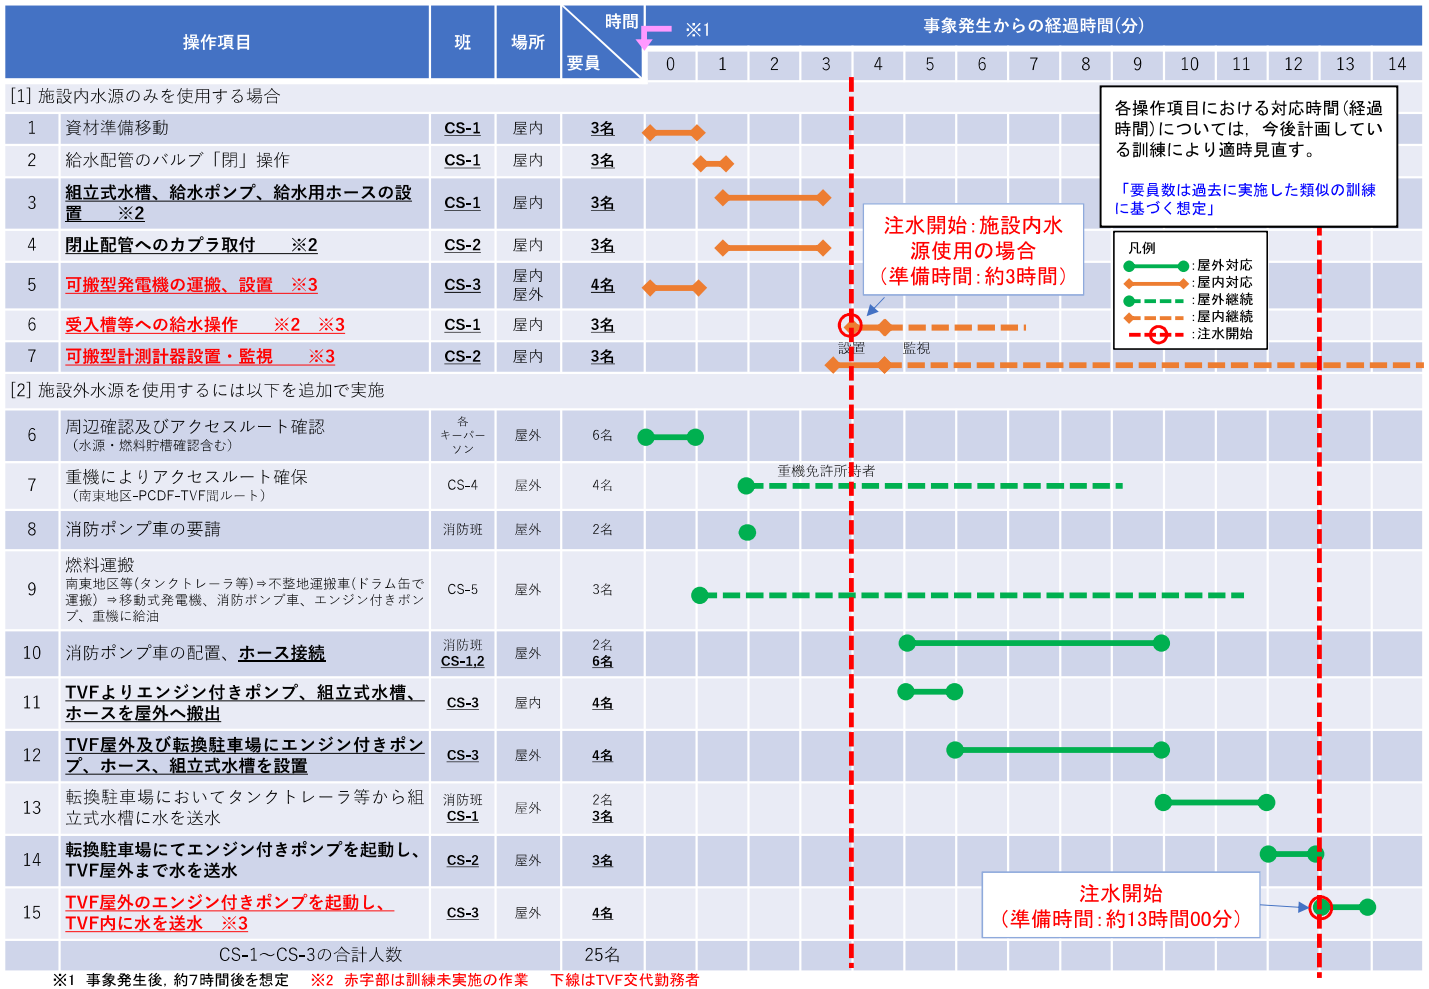 操作項目 班 場所 時間 要員 ※1 事象発生からの経過時間(分)
0 1 2 3 4 5 6 7 8 9 10 11 12 13 14
[1] 施設内水源のみを使用する場合
1 資材準備移動 CS-1 屋内 3名
2 給水配管のバルブ「閉」操作 CS-1 屋内 3名
3 組立式水槽、給水ポンプ、給水用ホースの設
置 ※2 CS-1 屋内 3名
4 閉止配管へのカプラ取付 ※2 CS-2 屋内 3名
5 可搬型発電機の運搬、設置 ※3 CS-3 屋内
屋外 4名
6 受入槽等への給水操作 ※2 ※3 CS-1 屋内 3名
7 可搬型計測計器設置・監視 ※3 CS-2 屋内 3名
設置 監視
各操作項目における対応時間(経過
時間)については,今後計画してい
る訓練により適時見直す。
「要員数は過去に実施した類似の訓練
に基づく想定」
注水開始:施設内水
源使用の場合
(準備時間:約3時間)
凡例
:屋外対応
:屋内対応
:屋外継続
:屋内継続
:注水開始
[2] 施設外水源を使用するには以下を追加で実施
6 周辺確認及びアクセスルート確認
(水源・燃料貯槽確認含む) 各
キーパー
ソン 屋外 6名
7 重機によりアクセスルート確保
(南東地区-PCDF-TVF間ルート) CS-4 屋外 4名
重機免許所持者
8 消防ポンプ車の要請 消防班 屋外 2名
9 燃料運搬
南東地区等(タンクトレーラ等)⇒不整地運搬車(ドラム缶で
運搬) ⇒移動式発電機、消防ポンプ車、エンジン付きポン
プ、重機に給油 CS-5 屋外 3名
10 消防ポンプ車の配置、ホース接続 消防班
CS-1,2 屋外 2名
6名
11 TVFよりエンジン付きポンプ、組立式水槽、
ホースを屋外へ搬出 CS-3 屋内 4名
12 TVF屋外及び転換駐車場にエンジン付きポン
プ、ホース、組立式水槽を設置 CS-3 屋外 4名
13 転換駐車場においてタンクトレーラ等から組
立式水槽に水を送水 消防班
CS-1 屋外 2名
3名
14 転換駐車場にてエンジン付きポンプを起動し、
TVF屋外まで水を送水 CS-2 屋外 3名
15 TVF屋外のエンジン付きポンプを起動し、
TVF内に水を送水 ※3 CS-3 屋外 4名
注水開始
(準備時間:約13時間00分)
CS-1～CS-3の合計人数 25名
※1 事象発生後,約7時間後を想定 ※2 赤字部は訓練未実施の作業 下線はTVF交代勤務者